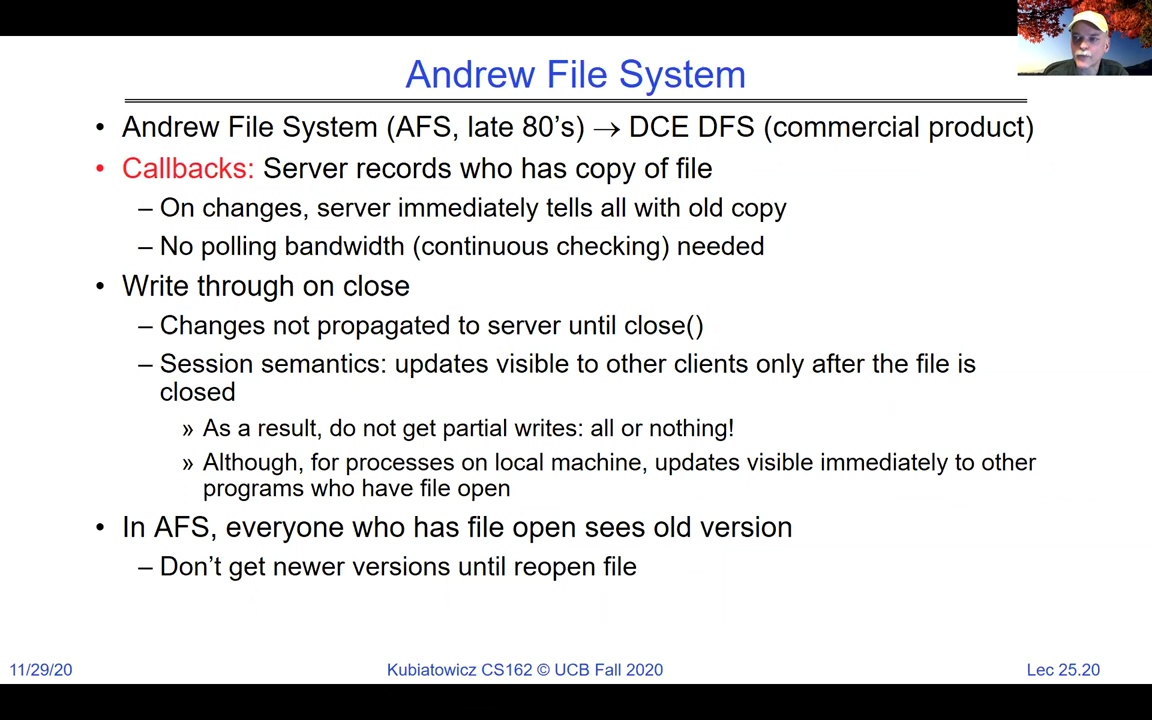 Andrew File System
• Andrew File System (AFS, late 80's) → DCE DFS (commercial product)
• Callbacks: Server records who has copy of file
– On changes, server immediately tells all with old copy
– No polling bandwidth (continuous checking) needed
• Write through on close
– Changes not propagated to server until close()
– Session semantics: updates visible to other clients only after the file is
closed
» As a result, do not get partial writes: all or nothing!
» Although, for processes on local machine, updates visible immediately to other
programs who have file open
• In AFS, everyone who has file open sees old version
– Don't get newer versions until reopen file
11/29/20
Kubiatowicz CS162 © UCB Fall 2020
Lec 25.20